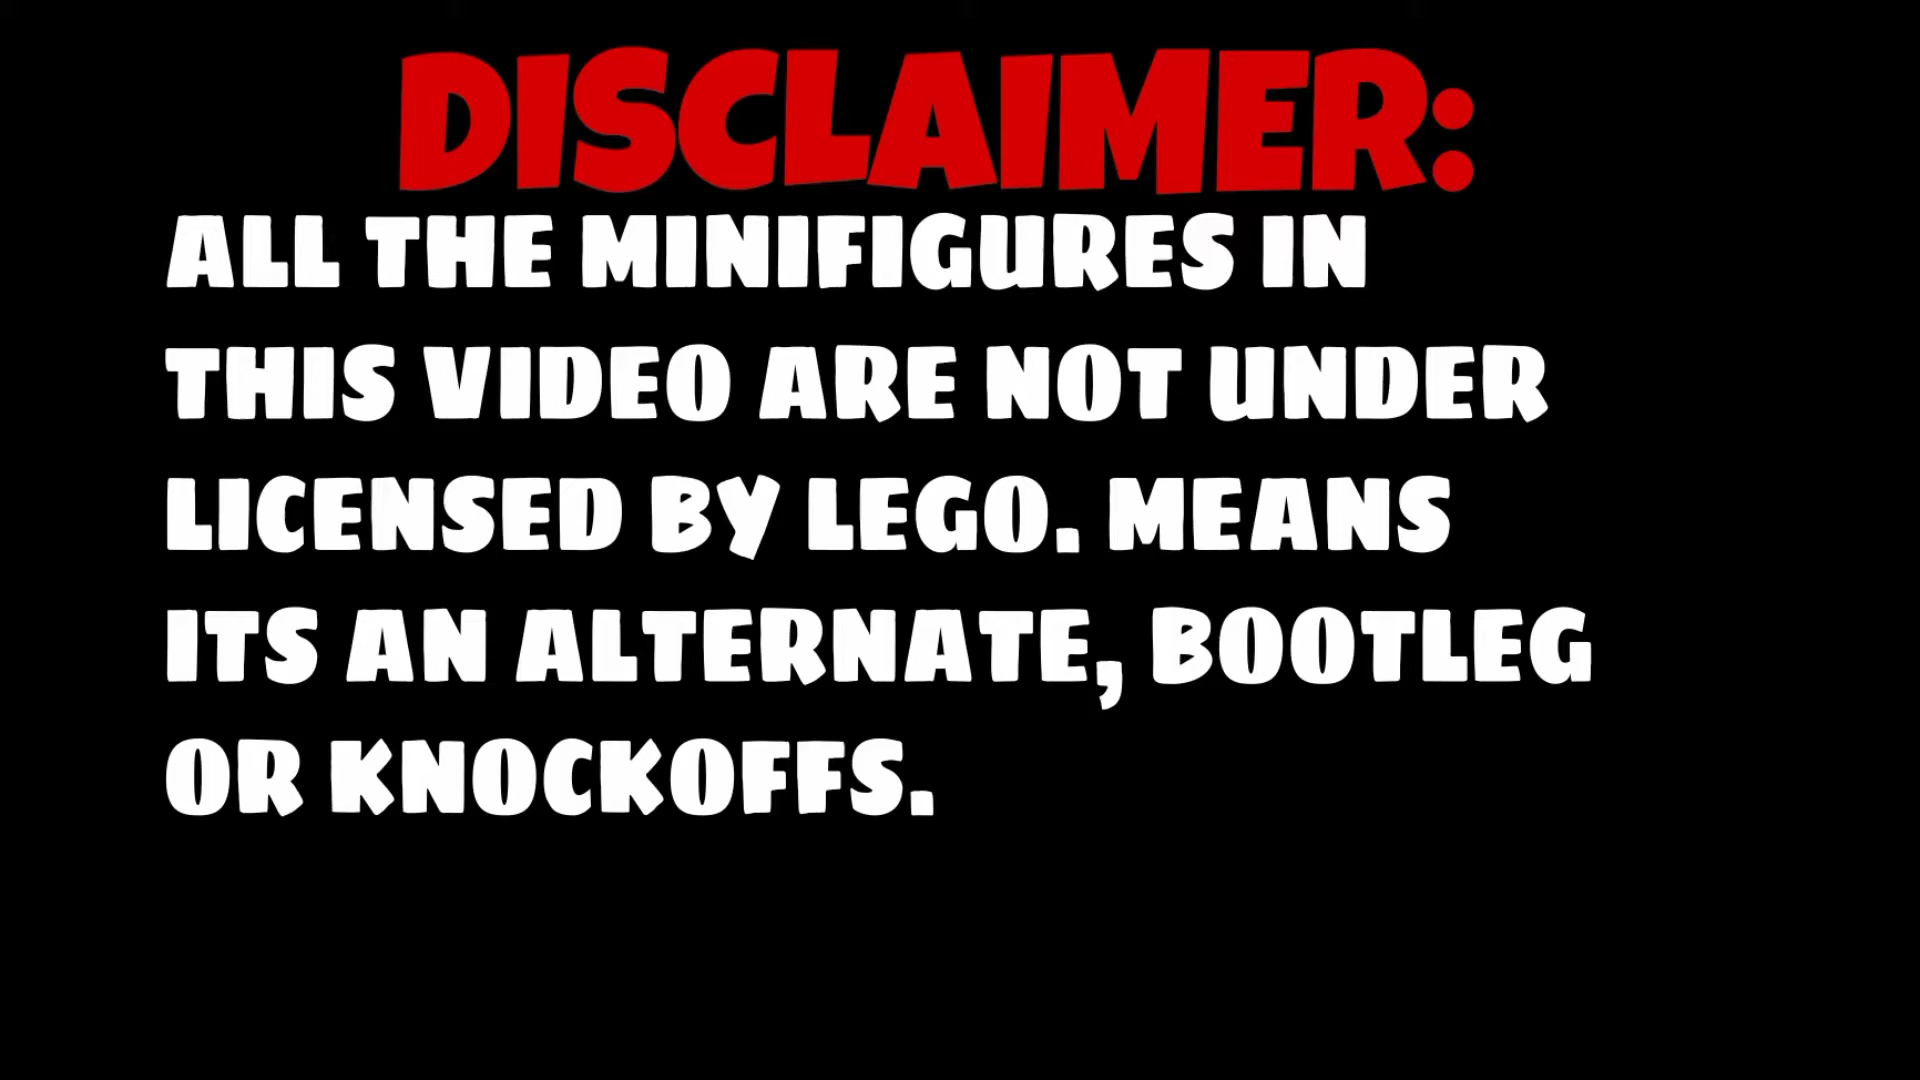 DISCLAIMER:
ALL THE MINIFIGURES IN
THIS VIDEO ARE NOT UNDER
LICENSED BY LEGO. MEANS
ITS AN ALTERNATE, BOOTLEG
OR KNOCKOFFS.